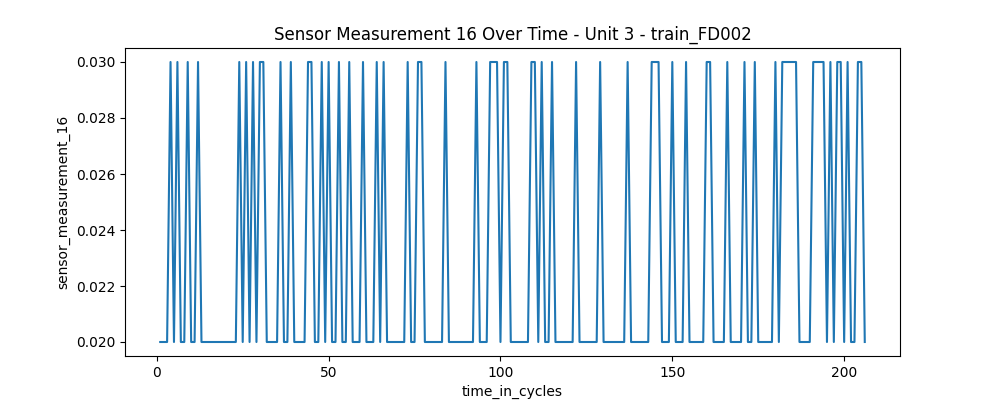 Sensor Measurement 16 Over Time - Unit 3 - train_FD002
sensor_measurement_16
0.030
0.028
0.026
0.024
0.022
0.020
0 50 100 150 200
time_in_cycles